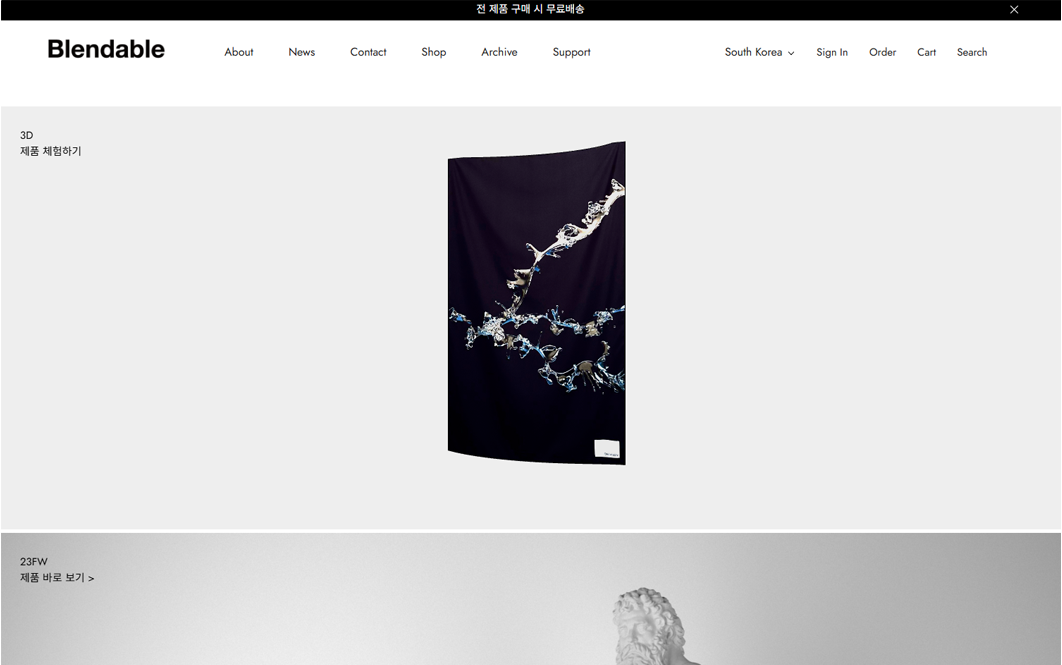 전 제품 구매 시 무료배송
Blendable About News Contact Shop Archive Support South Korea Sign In Order Cart Search
3D
제품 체험하기
23FW
제품 바로 보기 >